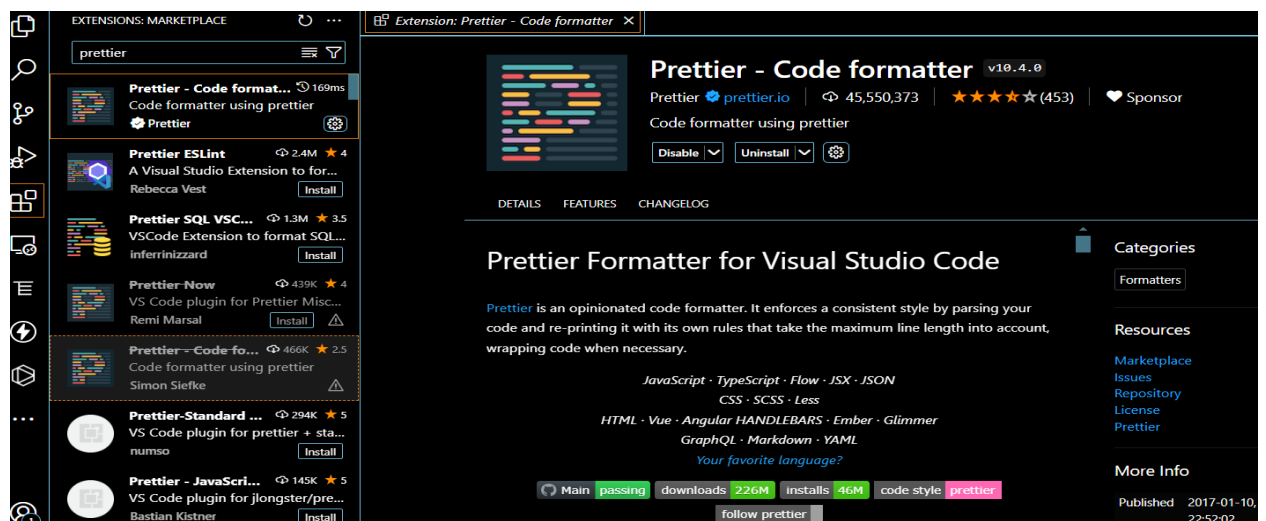 EXTENSIONS: MARKETPLACE
prettier
Prettier - Code format... 169ms
Code formatter using prettier
Prettier
Prettier ESLint 2.4M ★ 4
A Visual Studio Extension to for...
Rebecca Vest Install
Prettier SQL VSC... 1.3M ★ 3.5
VSCode Extension to format SQL...
inferrinizzard Install
Prettier Now 439K ★ 4
VS Code plugin for Prettier Misc...
Remi Marsal Install
Prettier - Code fo... 466K ★ 2.5
Code formatter using prettier
Simon Siefke
Prettier-Standard ... 294K ★ 5
VS Code plugin for prettier + sta...
numso Install
Prettier - JavaScri... 145K ★ 5
VS Code plugin for jlongster/pre...
Bastian Kistner Install
Extension: Prettier - Code formatter ×
Prettier - Code formatter v10.4.0
Prettier prettier.io | 45,550,373 | ★★★★☆(453) | Sponsor
Code formatter using prettier
Disable Uninstall
DETAILS FEATURES CHANGELOG
Prettier Formatter for Visual Studio Code
Prettier is an opinionated code formatter. It enforces a consistent style by parsing your
code and re-printing it with its own rules that take the maximum line length into account,
wrapping code when necessary.
JavaScript · TypeScript · Flow · JSX · JSON
CSS · SCSS · Less
HTML · Vue · Angular HANDLEBARS · Ember · Glimmer
GraphQL · Markdown · YAML
Your favorite language?
Main passing downloads 226M installs 46M code style prettier
follow prettier
Categories
Formatters
Resources
Marketplace
Issues
Repository
License
Prettier
More Info
Published 2017-01-10,
22:52:02